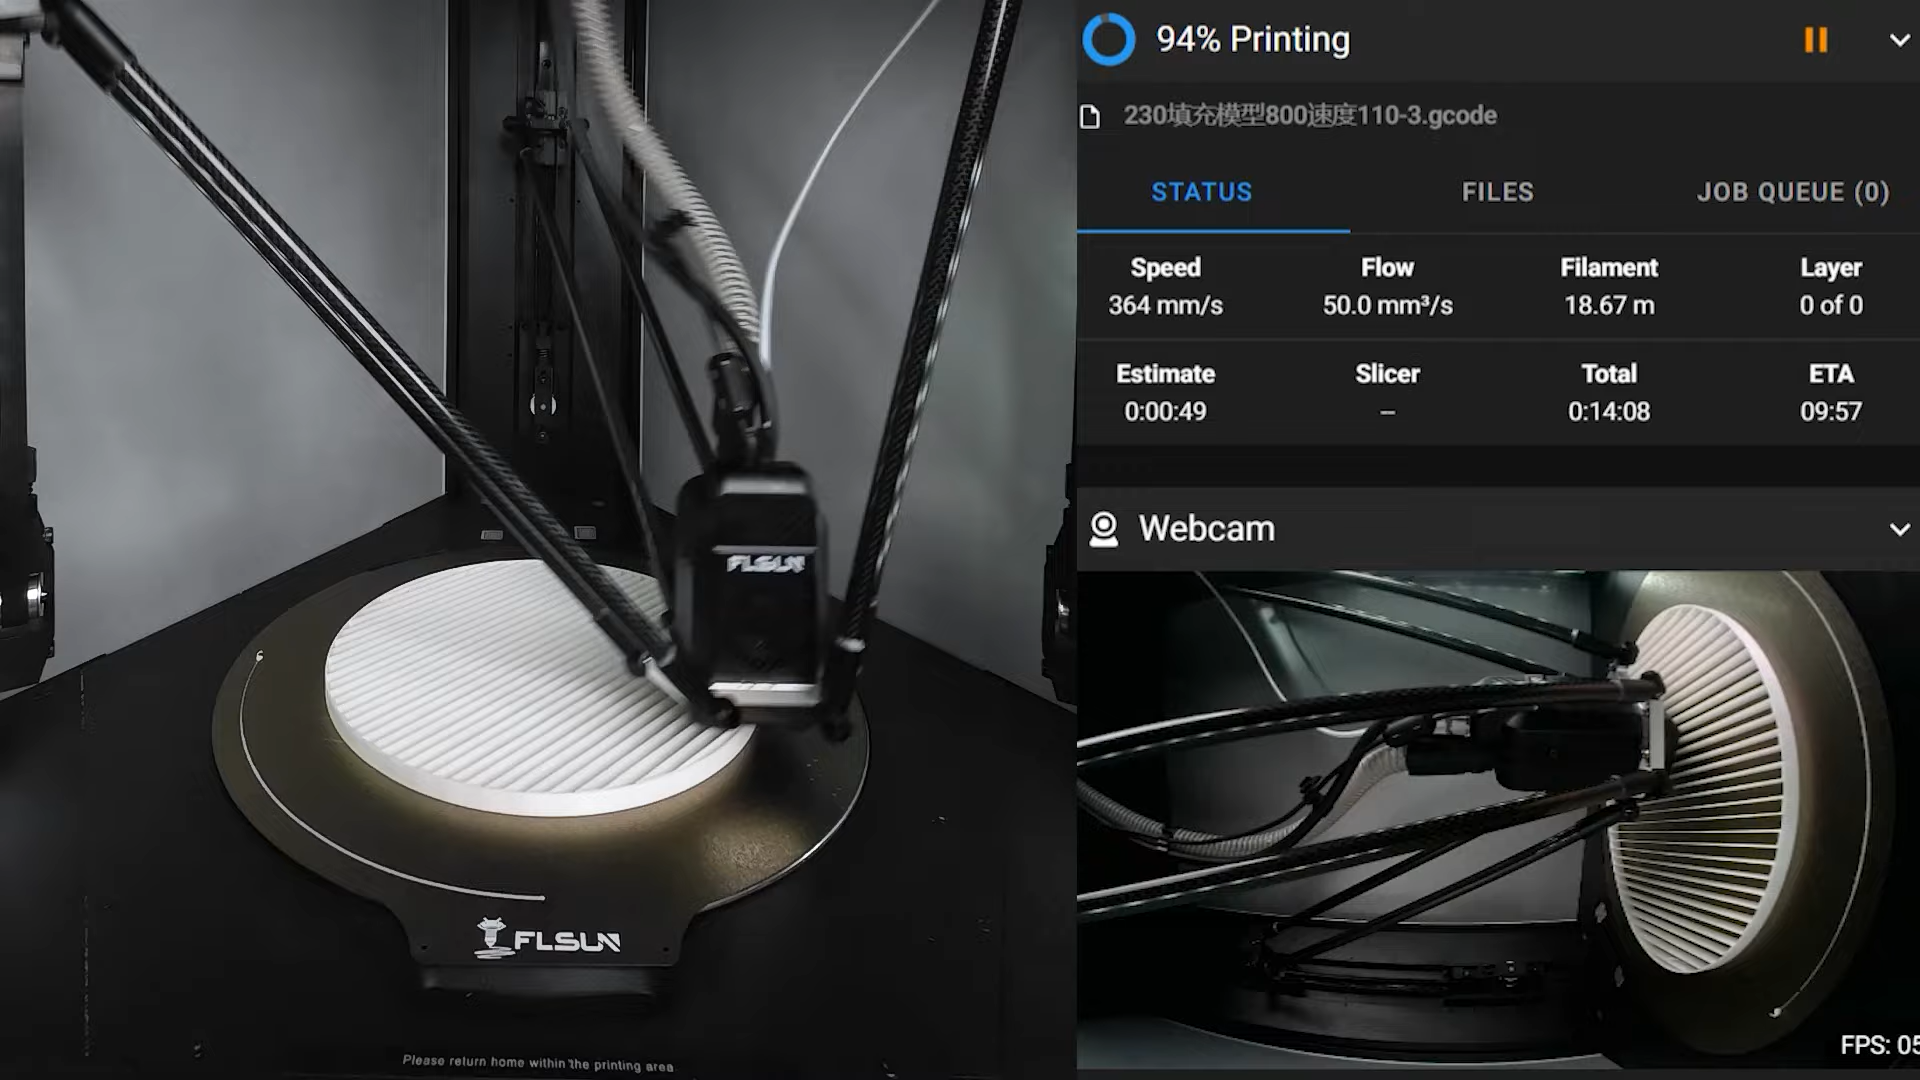 FLSUN
FLSUN
Please return home within the printing area
94% Printing
230填充模型800速度110-3.gcode
STATUS FILES JOB QUEUE (0)
Speed Flow Filament Layer
364 mm/s 50.0 mm³/s 18.67 m 0 of 0
Estimate Slicer Total ETA
0:00:49 -- 0:14:08 09:57
Webcam
FPS: 05